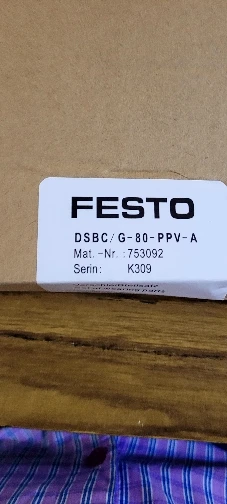 FESTO
DSBC/G-80-PPV-A
Mat.-Nr.:753092
Serin: K309